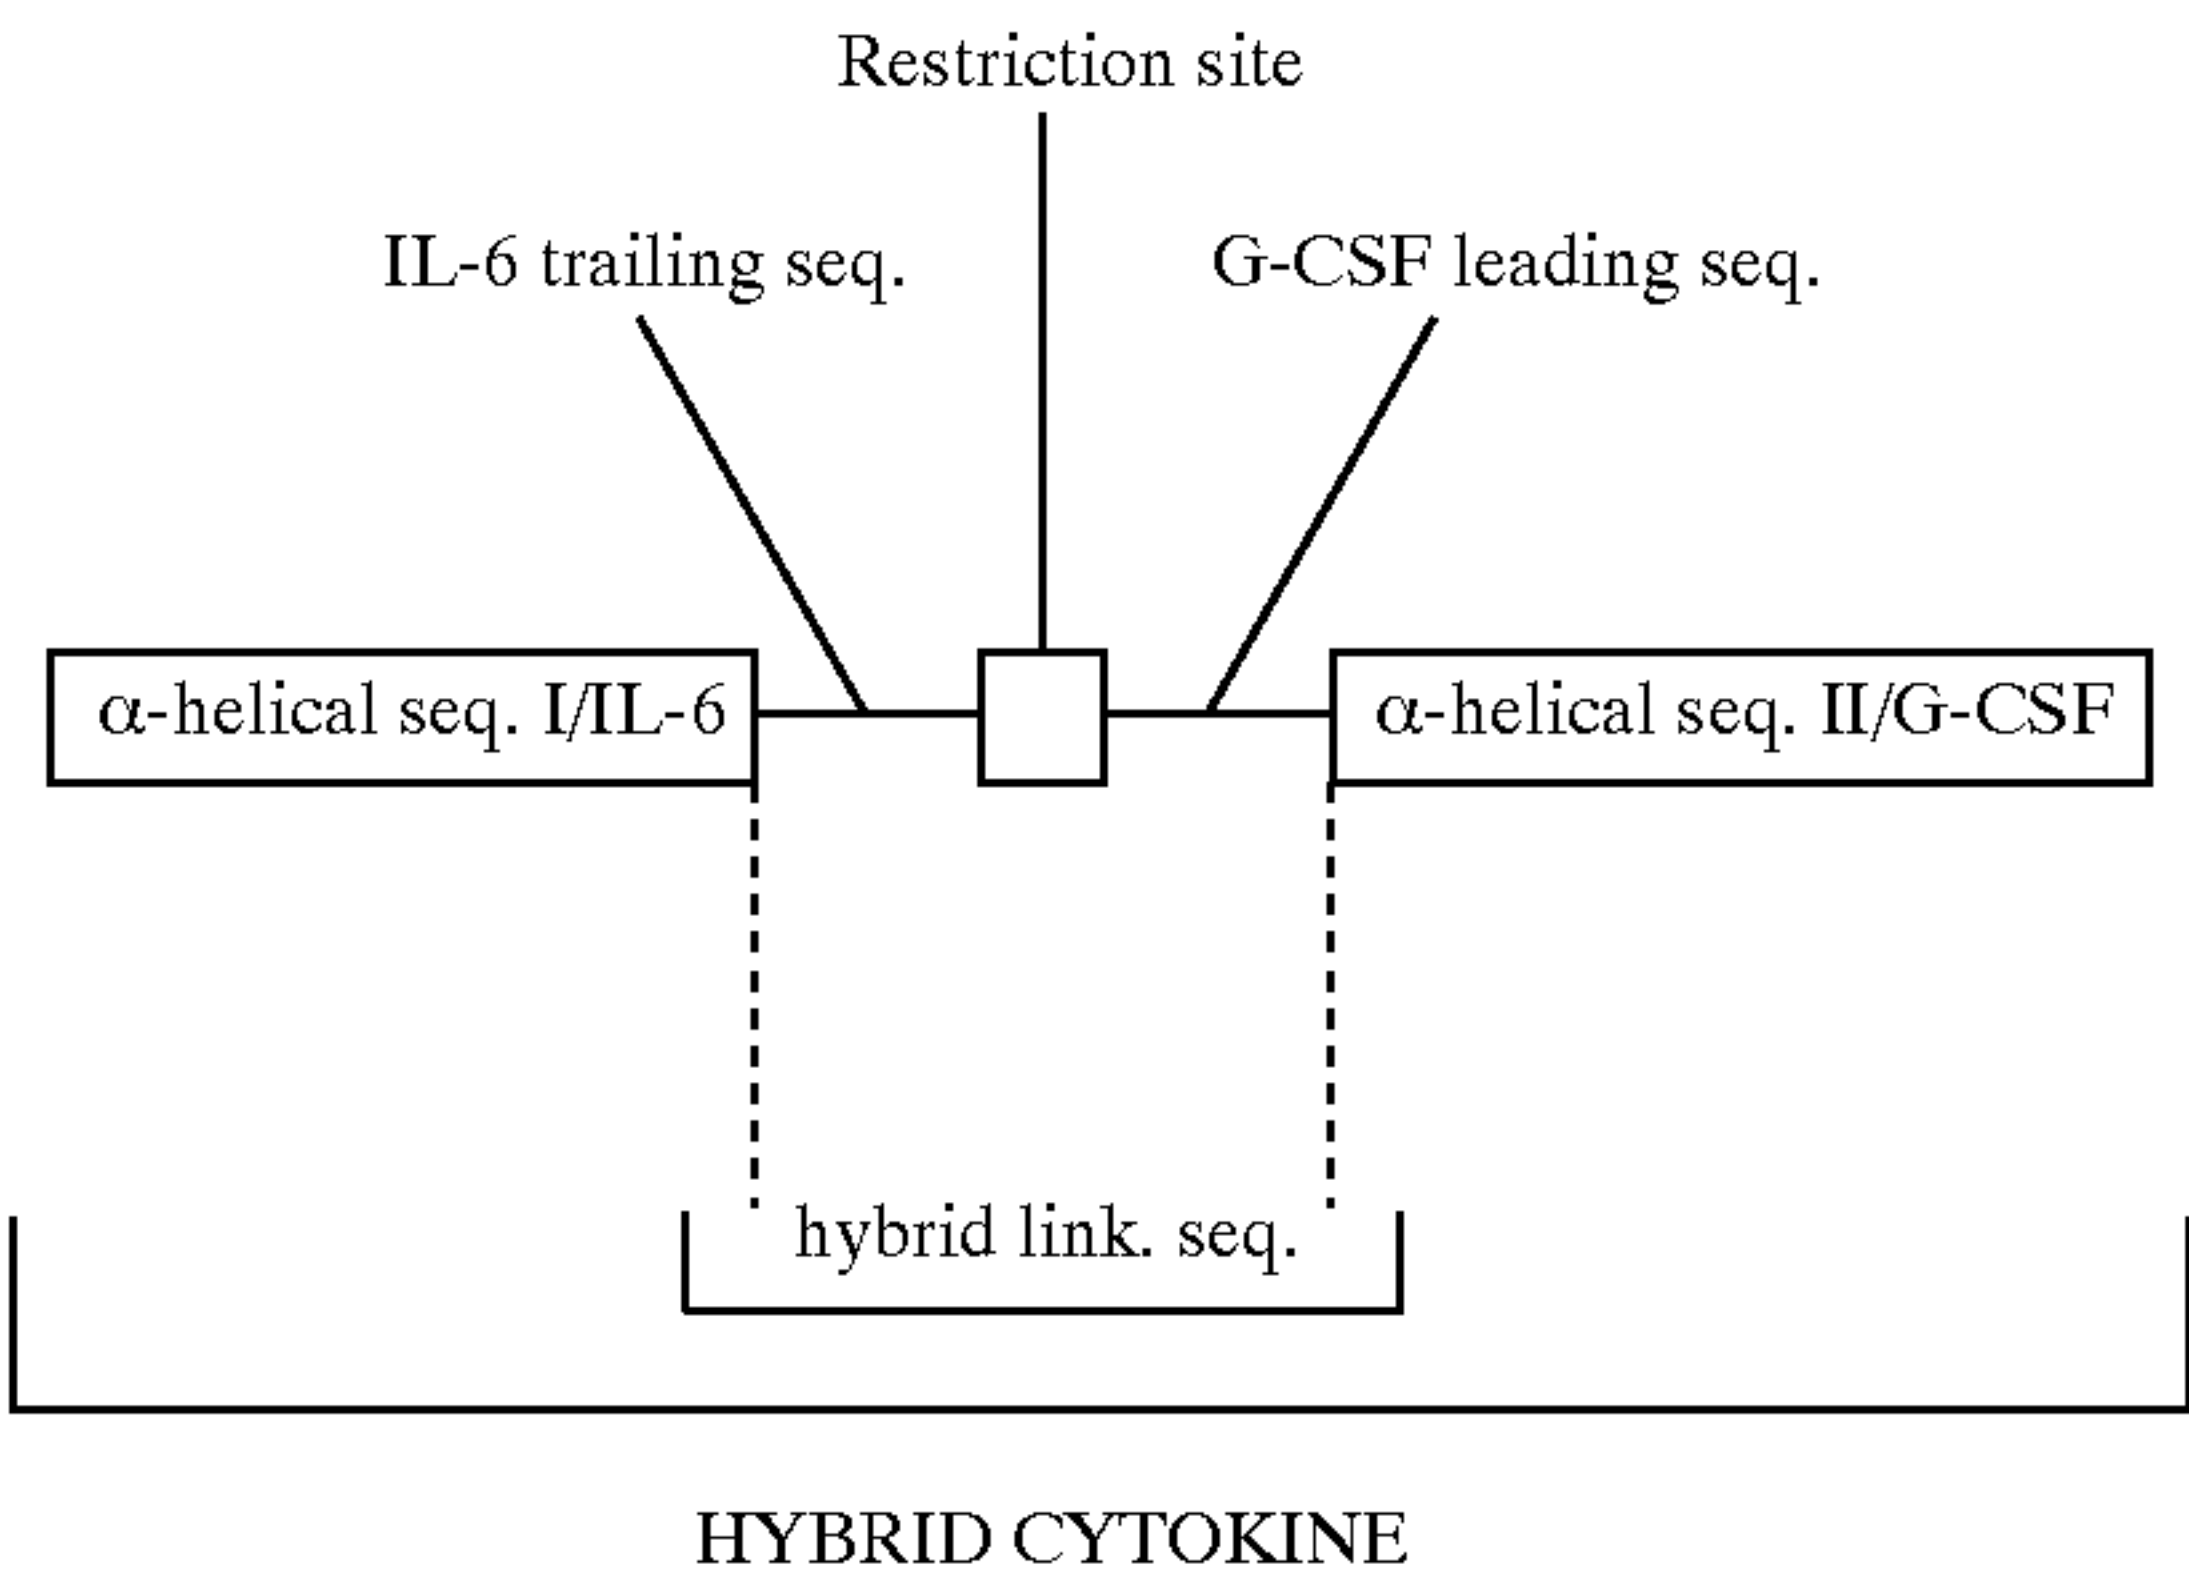 Restriction site
IL-6 trailing seq.
G-CSF leading seq.
α-helical seq. I/IL-6
α-helical seq. II/G-CSF
hybrid link. seq.
HYBRID CYTOKINE